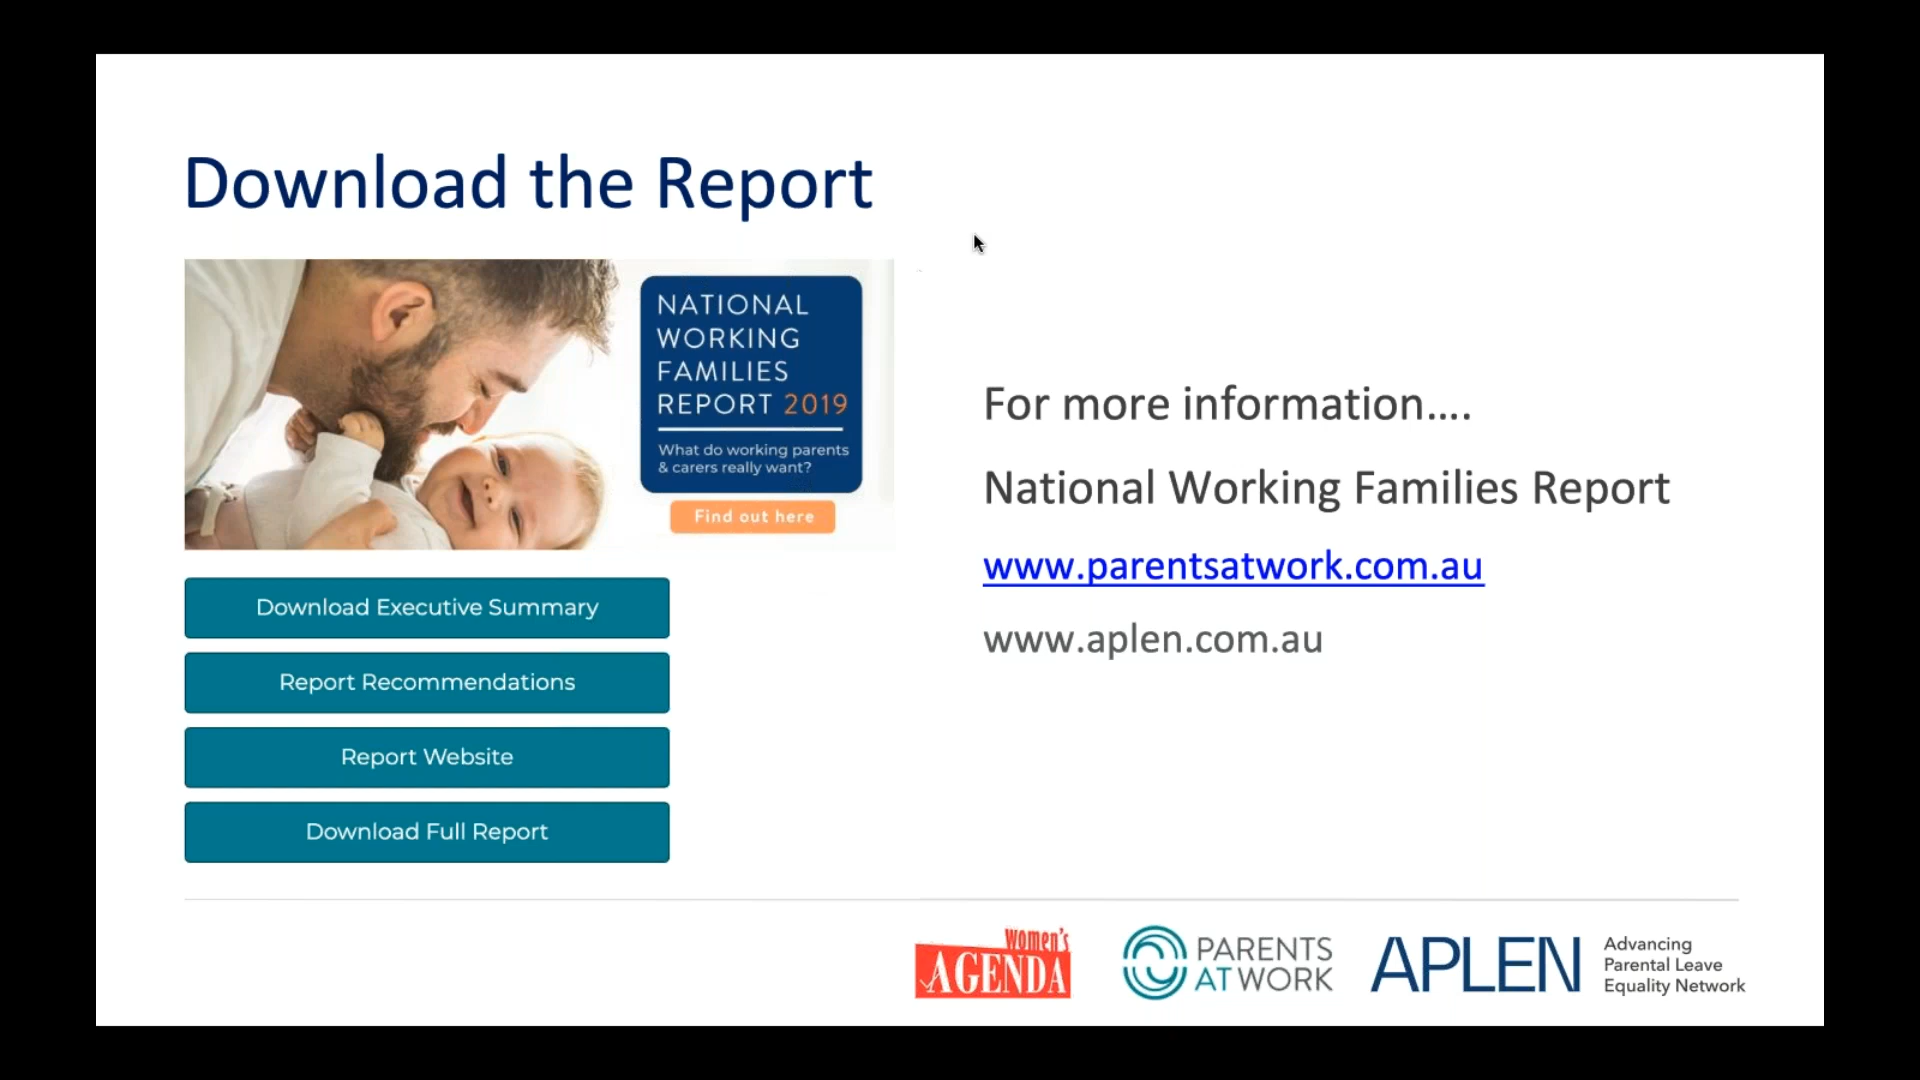 Download the Report
NATIONAL
WORKING
FAMILIES
REPORT 2019
What do working parents
& carers really want?
Find out here
Download Executive Summary
Report Recommendations
Report Website
Download Full Report
For more information....
National Working Families Report
www.parentsatwork.com.au
www.aplen.com.au
women's
AGENDA
PARENTS
AT WORK
APLEN
Advancing
Parental Leave
Equality Network